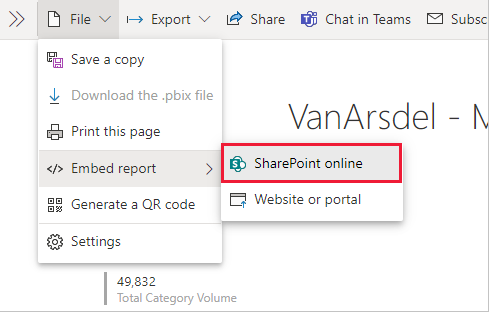 File Export Share Chat in Teams Subsc
Save a copy
Download the .pbix file
Print this page
Embed report
SharePoint online
Generate a QR code
Website or portal
Settings
VanArsdel - M
49,832
Total Category Volume